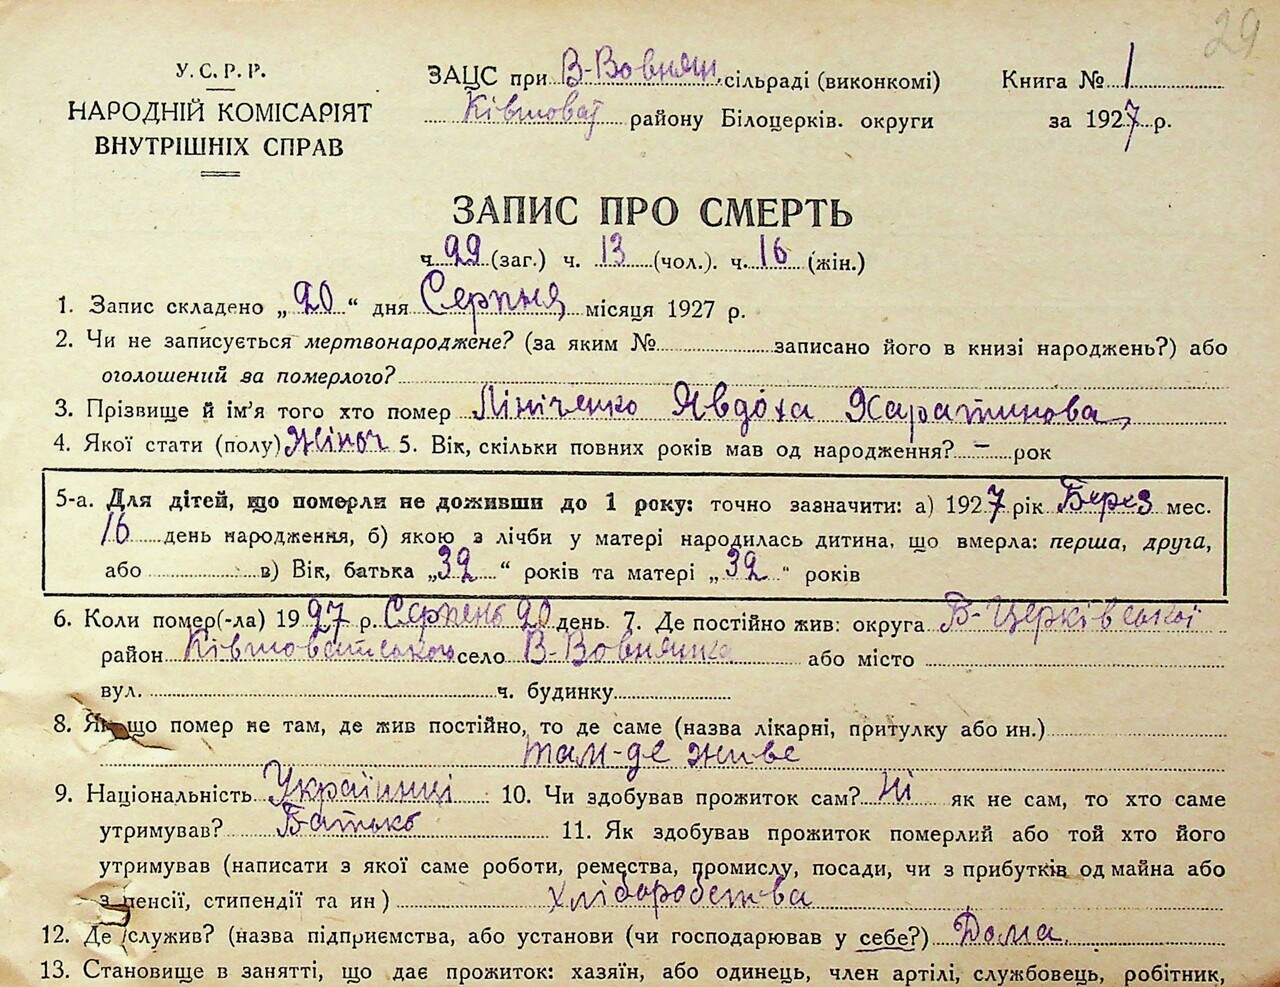 29
У.С.Р.Р.
НАРОДНІЙ КОМІСАРІЯТ
ВНУТРІШНІХ СПРАВ
ЗАЦС при В-Вовнян. сільраді (виконкомі)
Ківшоват району Білоцерків. округи
Книга № 1
за 1927 р.
ЗАПИС ПРО СМЕРТЬ
ч 29 (заг.) ч. 13 (чол.). ч. 16 (жін.)
1. Запис складено „20“ дня Серпня місяця 1927 р.
2. Чи не записується мертвонароджене? (за яким № записано його в книзі народжень?) або
оголошений за померлого?
3. Прізвище й ім'я того хто помер Лініченко Явдоха Харатинова
4. Якої стати (полу) Жіноч 5. Вік, скільки повних років мав од народження? — рок
5-а. Для дітей, що померли не доживши до 1 року: точно зазначити: а) 1927 рік Берез мес.
16 день народження, б) якою з лічби у матері народилась дитина, що вмерла: перша, друга,
або в) Вік, батька „32“ років та матері „32“ років
6. Коли помер(-ла) 1927 р. Серпень 20 день. 7. Де постійно жив: округа Б-Церківської
район Ківшоватського село В-Вовнянка або місто
вул. ч. будинку
8. Якщо помер не там, де жив постійно, то де саме (назва лікарні, притулку або ин.)
там-де живе
9. Національність Українці 10. Чи здобував прожиток сам? Ні як не сам, то хто саме
утримував? Батько 11. Як здобував прожиток померлий або той хто його
утримував (написати з якої саме роботи, ремества, промислу, посади, чи з прибутків од майна або
з пенсії, стипендії та ин) хліборобства
12. Де служив? (назва підприємства, або установи (чи господарював у себе?) Дома
13. Становище в занятті, що дає прожиток: хазяїн, або одинець, член артілі, службовець, робітник,